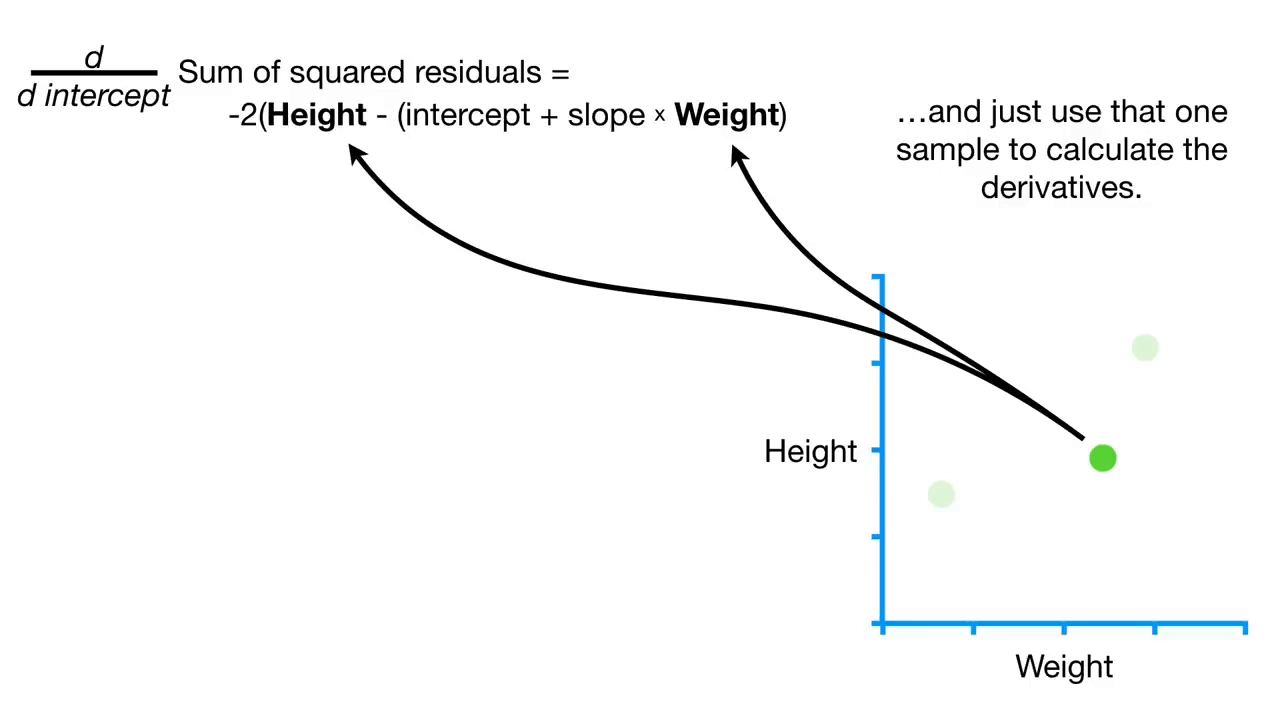 d
d intercept
Sum of squared residuals =
-2(Height - (intercept + slope × Weight)
…and just use that one
sample to calculate the
derivatives.
Height
Weight